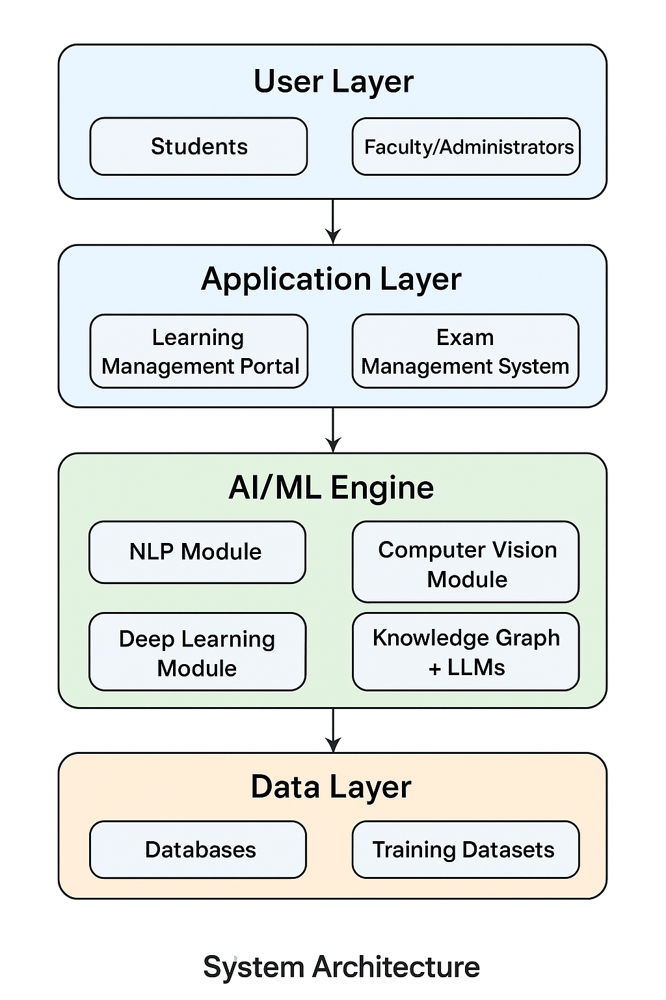 User Layer
Students
Faculty/Administrators
Application Layer
Learning
Management Portal
Exam
Management System
AI/ML Engine
NLP Module
Computer Vision
Module
Deep Learning
Module
Knowledge Graph
+ LLMs
Data Layer
Databases
Training Datasets
System Architecture